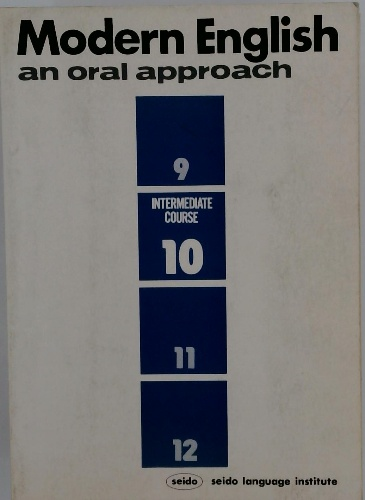 Modern English
an oral approach
9
INTERMEDIATE
COURSE
10
11
12
seido seido language institute